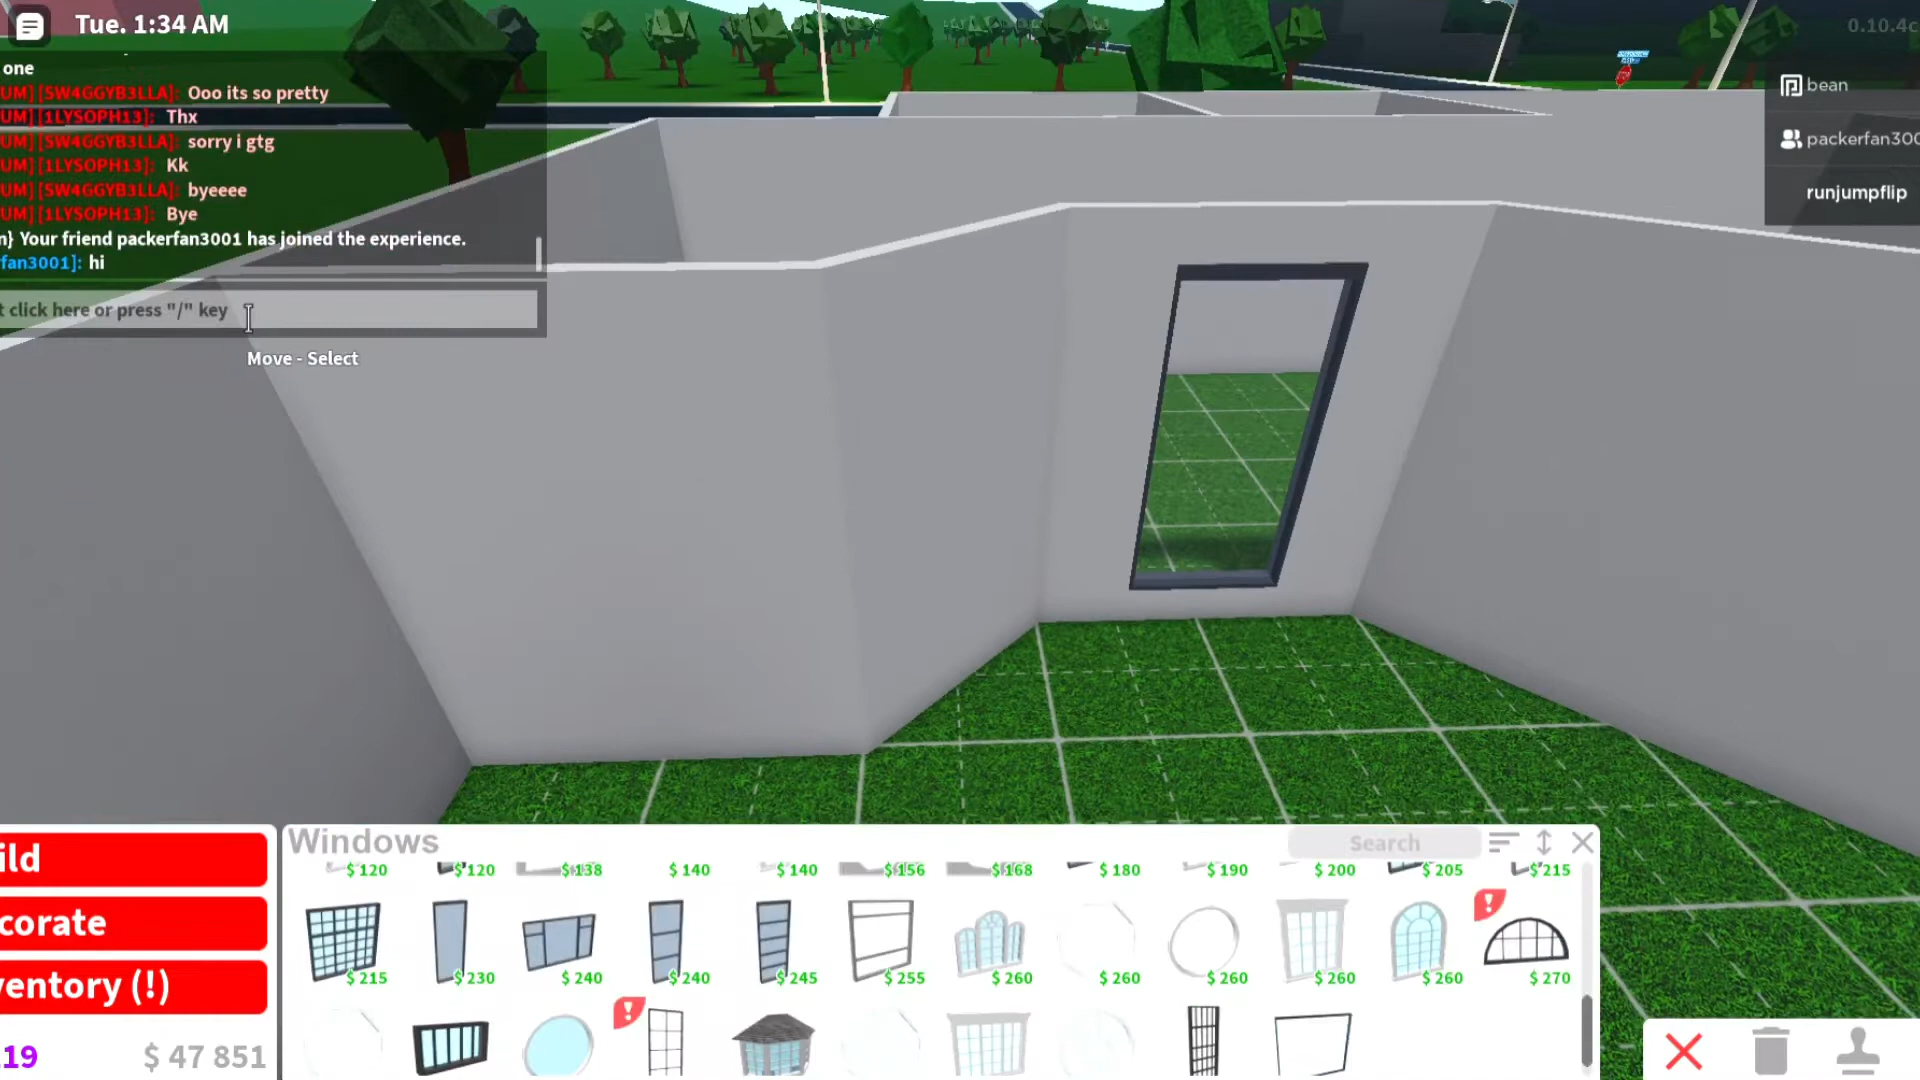 Tue. 1:34 AM
0.10.4c
one
UM] [SW4GGYB3LLA]: Ooo its so pretty
UM] [1LYSOPH13]: Thx
UM] [SW4GGYB3LLA]: sorry i gtg
UM] [1LYSOPH13]: Kk
UM] [SW4GGYB3LLA]: byeeee
UM] [1LYSOPH13]: Bye
n} Your friend packerfan3001 has joined the experience.
fan3001]: hi
t click here or press "/" key
Move - Select
bean
packerfan300
runjumpflip
ild
corate
ventory (!)
19
$ 47 851
Windows
Search
$ 120 $ 120 $ 138 $ 140 $ 140 $ 156 $ 168 $ 180 $ 190 $ 200 $ 205 $ 215
$ 215 $ 230 $ 240 $ 240 $ 245 $ 255 $ 260 $ 260 $ 260 $ 260 $ 260 $ 270